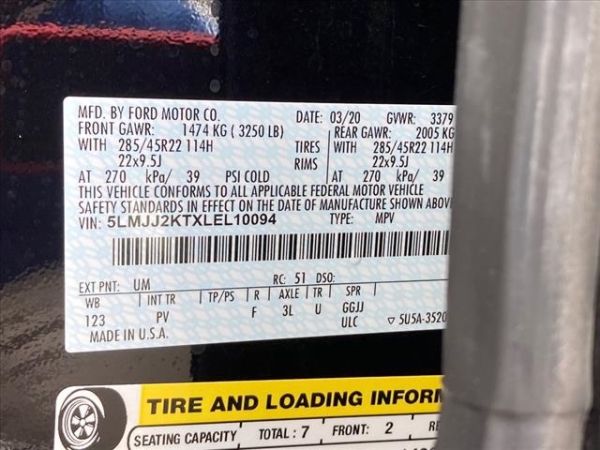 MFD. BY FORD MOTOR CO. DATE: 03/20 GVWR: 3379
FRONT GAWR: 1474 KG ( 3250 LB) REAR GAWR: 2005 KG
WITH 285/45R22 114H TIRES WITH 285/45R22 114H
22x9.5J RIMS 22x9.5J
AT 270 kPa/ 39 PSI COLD AT 270 kPa/ 39
THIS VEHICLE CONFORMS TO ALL APPLICABLE FEDERAL MOTOR VEHICLE
SAFETY STANDARDS IN EFFECT ON THE DATE OF MANUFACTURE SHOWN ABOV
VIN: 5LMJJ2KTXLEL10094 TYPE: MPV
EXT PNT: UM RC: 51 DSO:
WB INT TR TP/PS R AXLE TR SPR
123 PV F 3L U GGJJ
ULC 5U5A-3520
MADE IN U.S.A.
TIRE AND LOADING INFOR
SEATING CAPACITY TOTAL : 7 FRONT: 2